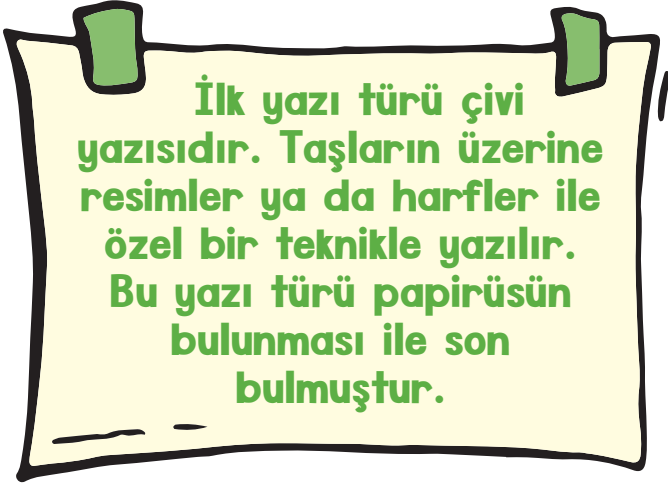 İlk yazı türü çivi
yazısıdır. Taşların üzerine
resimler ya da harfler ile
özel bir teknikle yazılır.
Bu yazı türü papirüsün
bulunması ile son
bulmuştur.